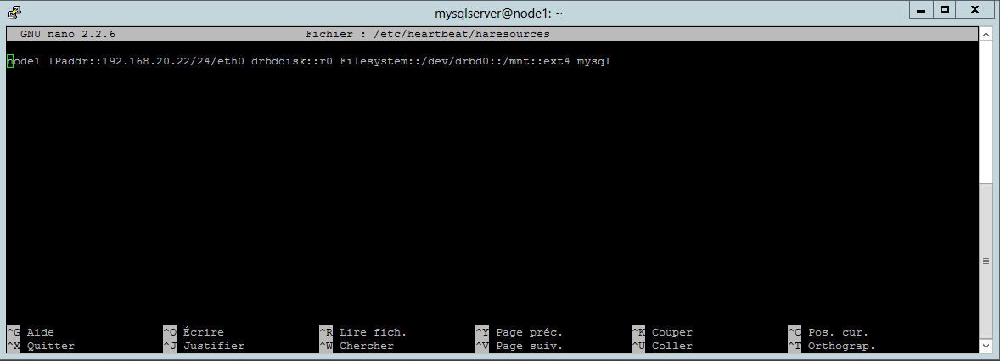 mysqlserver@node1: ~
GNU nano 2.2.6 Fichier : /etc/heartbeat/haresources
node1 IPaddr::192.168.20.22/24/eth0 drbddisk::r0 Filesystem::/dev/drbd0::/mnt::ext4 mysql
^G Aide ^O Écrire ^R Lire fich. ^Y Page préc. ^K Couper ^C Pos. cur.
^X Quitter ^J Justifier ^W Chercher ^V Page suiv. ^U Coller ^T Orthograp.